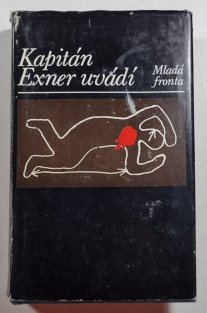 Kapitán
Exner uvádí
Mladá
fronta